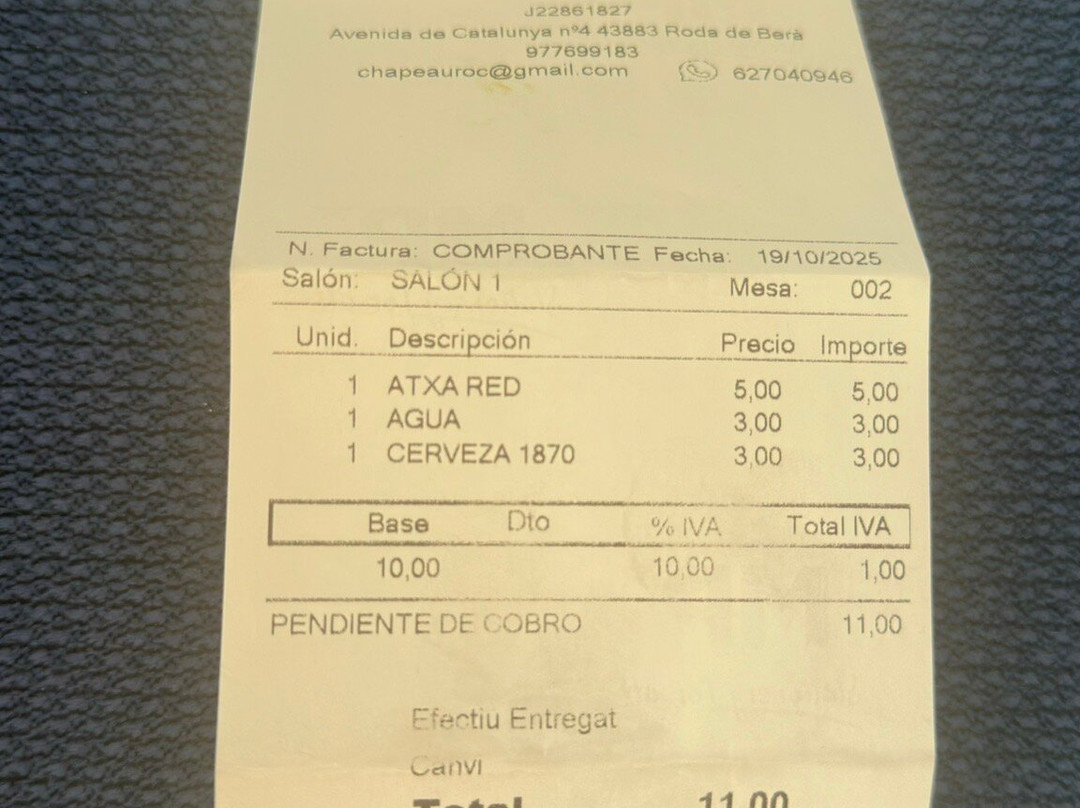 J22861827
Avenida de Catalunya nº4 43883 Roda de Berà
977699183
chapeauroc@gmail.com 627040946
N. Factura: COMPROBANTE Fecha: 19/10/2025
Salón: SALÓN 1 Mesa: 002
Unid. Descripción Precio Importe
1 ATXA RED 5,00 5,00
1 AGUA 3,00 3,00
1 CERVEZA 1870 3,00 3,00
Base Dto % IVA Total IVA
10,00 10,00 1,00
PENDIENTE DE COBRO 11,00
Efectiu Entregat
Canvi
Total 11,00